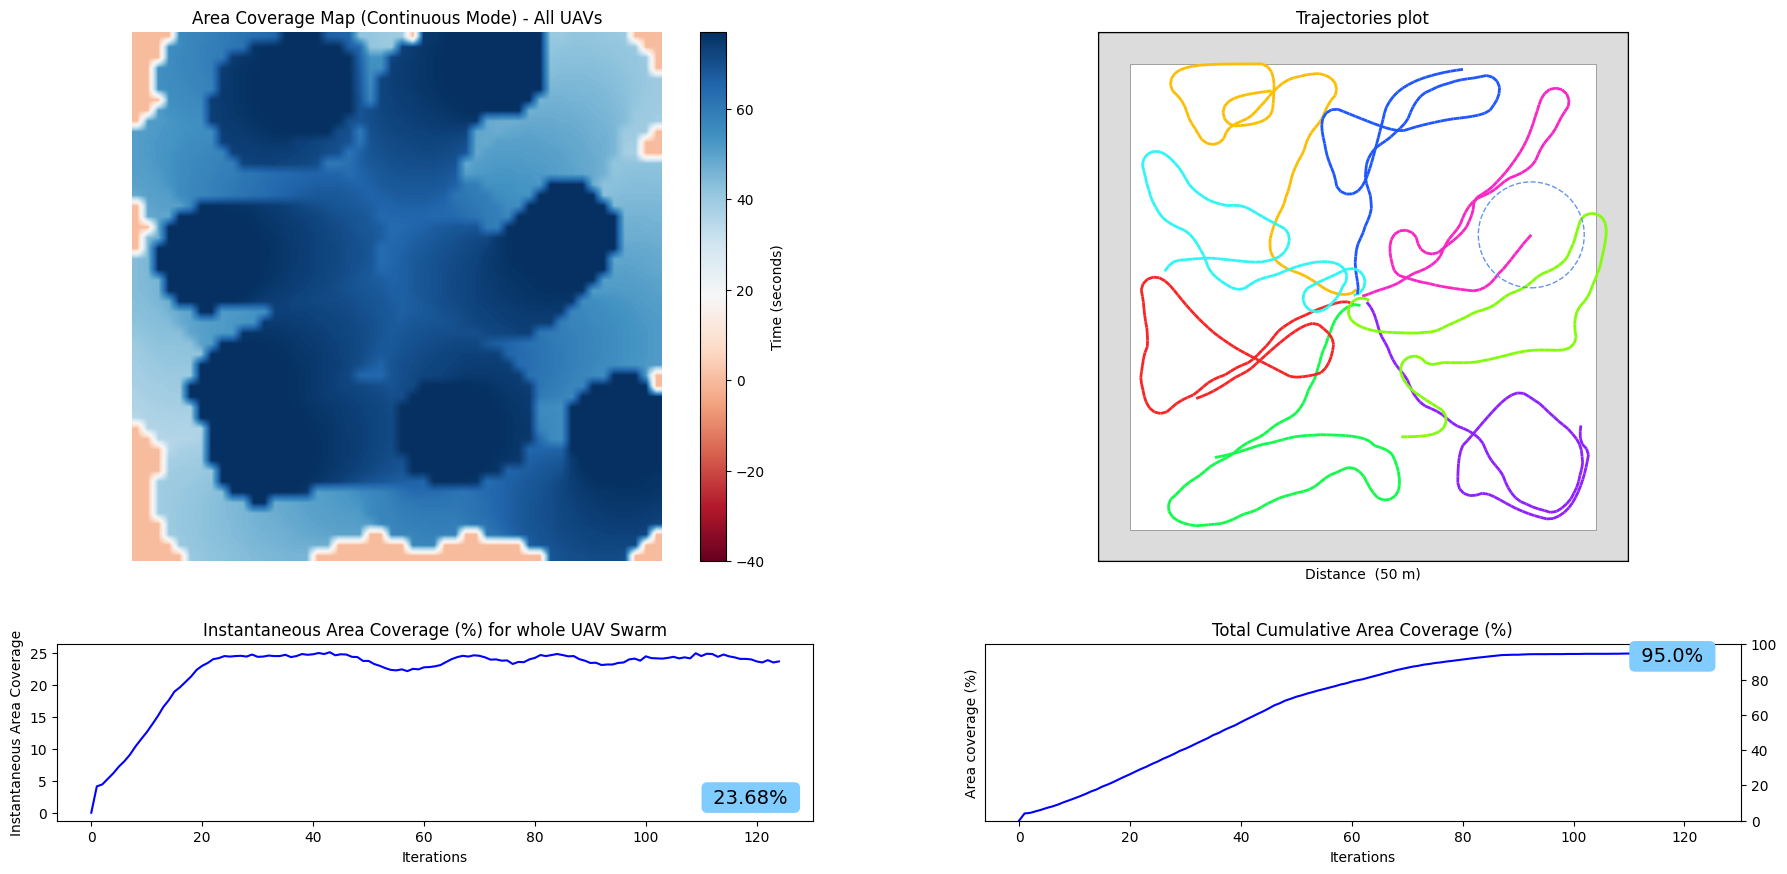 Area Coverage Map (Continuous Mode) - All UAVs
60
40
20
0
−20
−40
Time (seconds)
Trajectories plot
Distance  (50 m)
Instantaneous Area Coverage (%) for whole UAV Swarm
Instantaneous Area Coverage
25
20
15
10
5
0
23.68%
0 20 40 60 80 100 120
Iterations
Total Cumulative Area Coverage (%)
Area coverage (%)
95.0%
100
80
60
40
20
0
0 20 40 60 80 100 120
Iterations